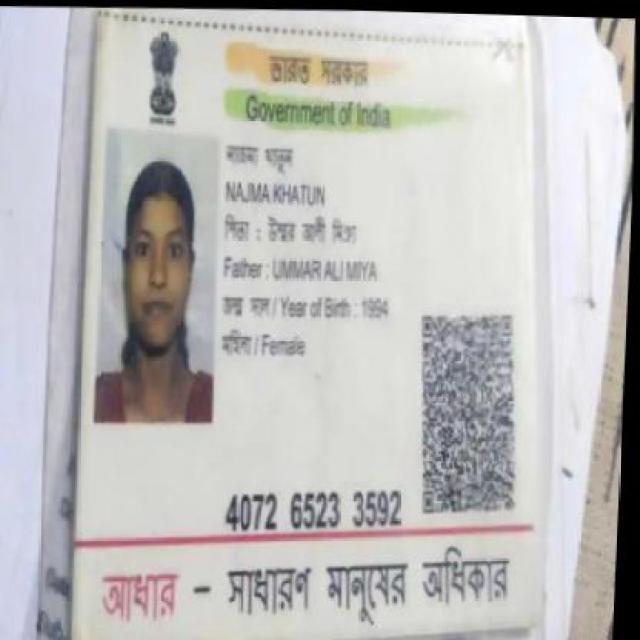 ভারত সরকার
Government of India
নাজমা খাতুন
NAJMA KHATUN
পিতা : উম্মার আলী মিঞা
Father : UMMAR ALI MIYA
জন্ম সাল / Year of Birth : 1994
মহিলা / Female
4072 6523 3592
আধার – সাধারণ মানুষের অধিকার